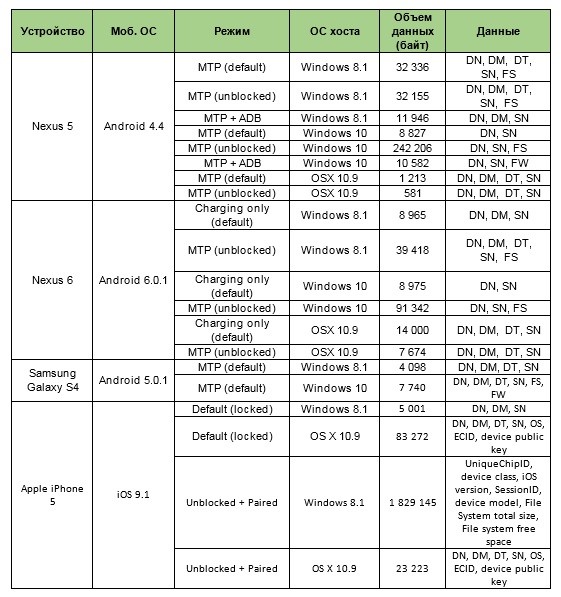 Устройство Моб. ОС Режим ОС хоста Объем данных (байт) Данные
Nexus 5 Android 4.4
MTP (default) Windows 8.1 32 336 DN, DM, DT, SN, FS
MTP (unblocked) Windows 8.1 32 155 DN, DM, DT, SN, FS
MTP + ADB Windows 8.1 11 946 DN, DM, SN
MTP (default) Windows 10 8 827 DN, SN
MTP (unblocked) Windows 10 242 206 DN, SN, FS
MTP + ADB Windows 10 10 582 DN, SN, FW
MTP (default) OSX 10.9 1 213 DN, DM, DT, SN
MTP (unblocked) OSX 10.9 581 DN, DM, DT, SN
Nexus 6 Android 6.0.1
Charging only (default) Windows 8.1 8 965 DN, DM, SN
MTP (unblocked) Windows 8.1 39 418 DN, DM, DT, SN, FS
Charging only (default) Windows 10 8 975 DN, SN
MTP (unblocked) Windows 10 91 342 DN, SN, FS
Charging only (default) OSX 10.9 14 000 DN, DM, DT, SN
MTP (unblocked) OSX 10.9 7 674 DN, DM, DT, SN
Samsung Galaxy S4 Android 5.0.1
MTP (default) Windows 8.1 4 098 DN, DM, DT, SN
MTP (default) Windows 10 7 740 DN, DM, DT, SN, FS, FW
Apple iPhone 5 iOS 9.1
Default (locked) Windows 8.1 5 001 DN, DM, SN
Default (locked) OS X 10.9 83 272 DN, DM, DT, SN, OS, ECID, device public key
Unblocked + Paired Windows 8.1 1 829 145 UniqueChipID, device class, iOS version, SessionID, device model, File System total size, File system free space
Unblocked + Paired OS X 10.9 23 223 DN, DM, DT, SN, OS, ECID, device public key